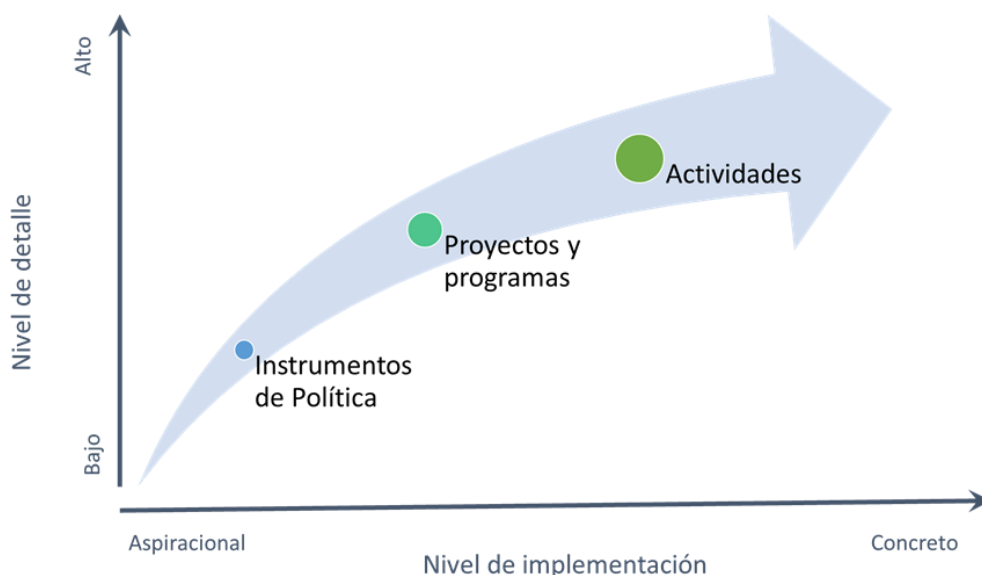 Alto
Nivel de detalle
Bajo
Actividades
Proyectos y
programas
Instrumentos
de Política
Aspiracional
Nivel de implementación
Concreto